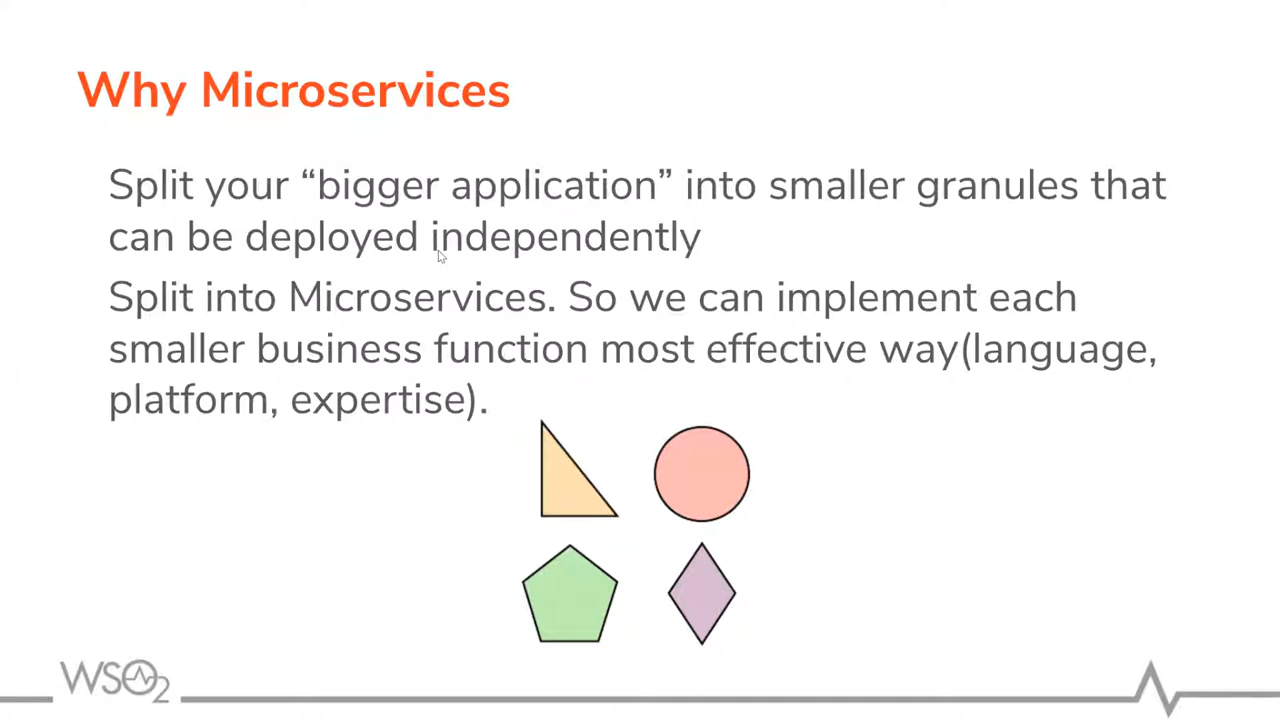 Why Microservices
Split your “bigger application” into smaller granules that
can be deployed independently
Split into Microservices. So we can implement each
smaller business function most effective way(language,
platform, expertise).
WSO2